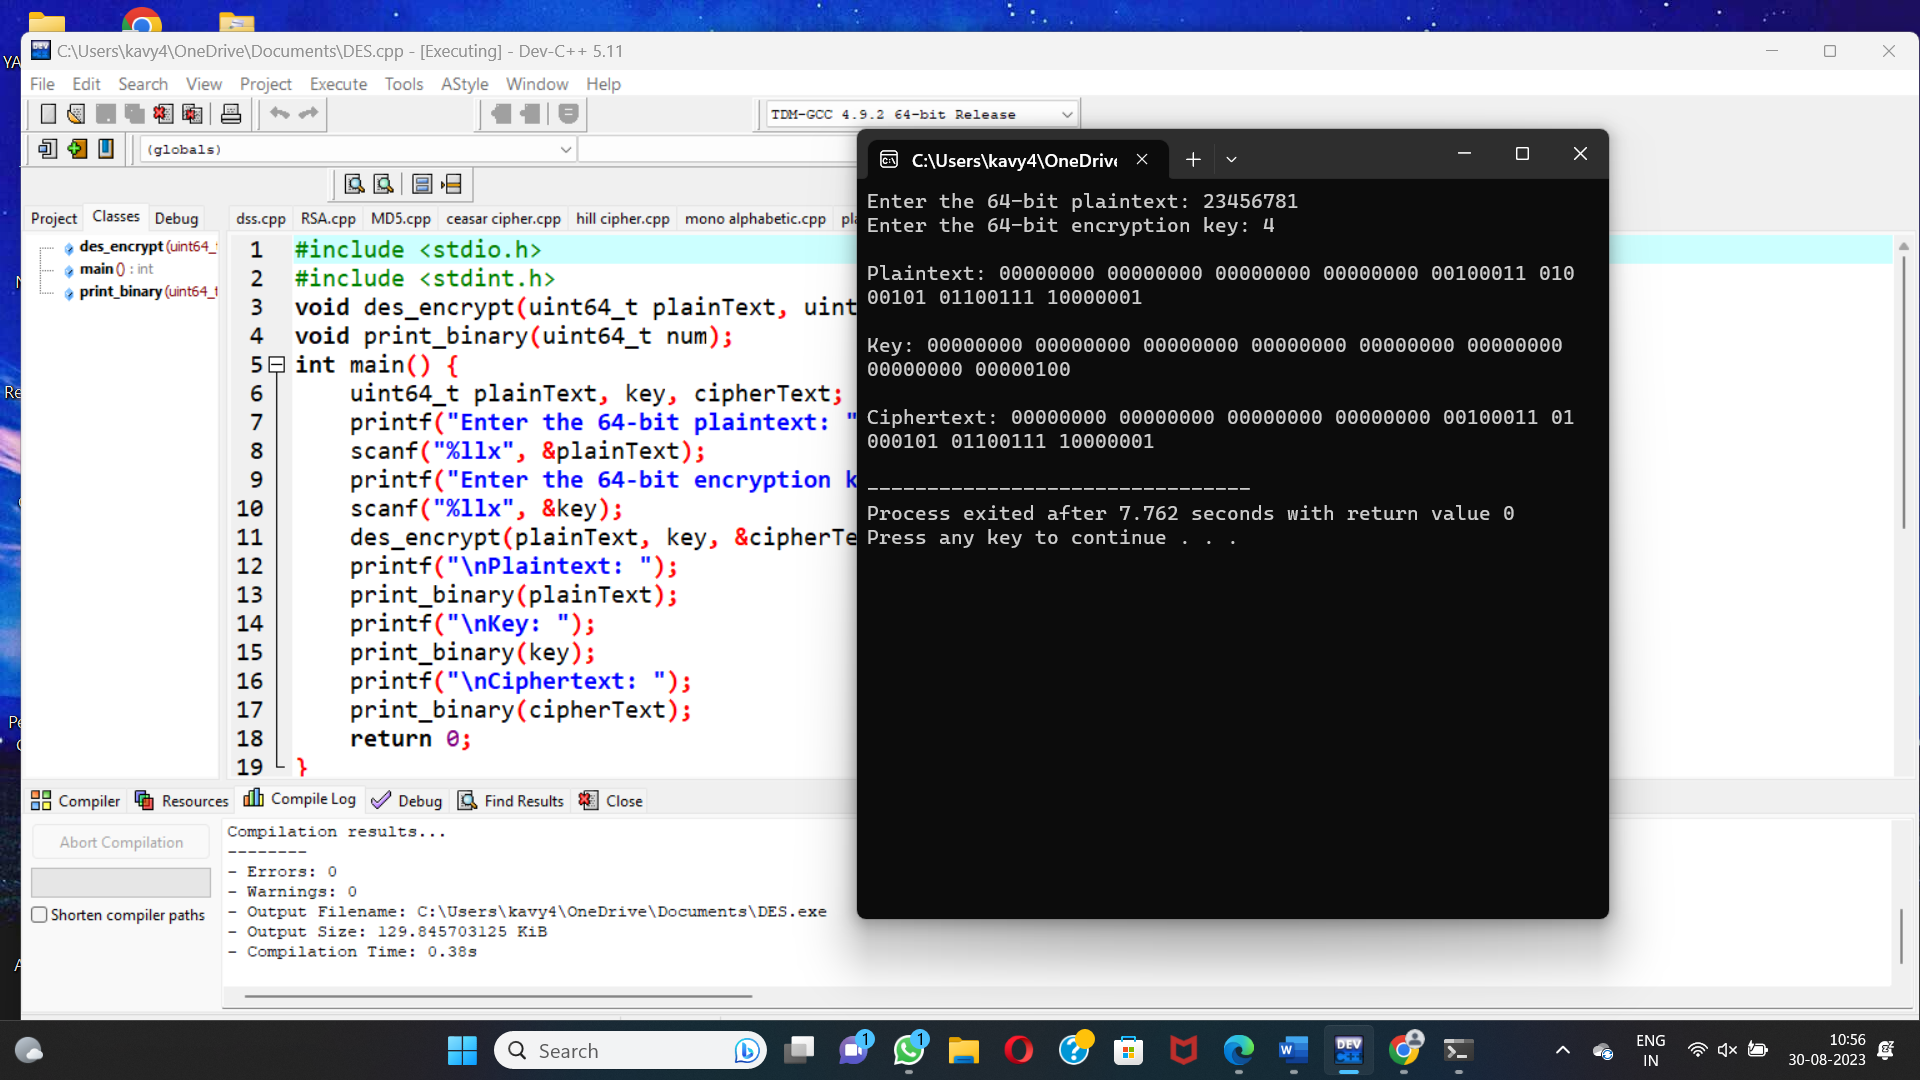 C:\Users\kavy4\OneDrive\Documents\DES.cpp - [Executing] - Dev-C++ 5.11
File Edit Search View Project Execute Tools AStyle Window Help
TDM-GCC 4.9.2 64-bit Release
(globals)
Project Classes Debug
dss.cpp RSA.cpp MD5.cpp ceasar cipher.cpp hill cipher.cpp mono alphabetic.cpp pla
des_encrypt (uint64_
main () : int
print_binary (uint64_t
1 #include <stdio.h>
2 #include <stdint.h>
3 void des_encrypt(uint64_t plainText, uint
4 void print_binary(uint64_t num);
5 int main() {
6 uint64_t plainText, key, cipherText;
7 printf("Enter the 64-bit plaintext: "
8 scanf("%llx", &plainText);
9 printf("Enter the 64-bit encryption k
10 scanf("%llx", &key);
11 des_encrypt(plainText, key, &cipherTe
12 printf("\nPlaintext: ");
13 print_binary(plainText);
14 printf("\nKey: ");
15 print_binary(key);
16 printf("\nCiphertext: ");
17 print_binary(cipherText);
18 return 0;
19 }
C:\Users\kavy4\OneDrive
Enter the 64-bit plaintext: 23456781
Enter the 64-bit encryption key: 4
Plaintext: 00000000 00000000 00000000 00000000 00100011 010
00101 01100111 10000001
Key: 00000000 00000000 00000000 00000000 00000000 00000000
00000000 00000100
Ciphertext: 00000000 00000000 00000000 00000000 00100011 01
000101 01100111 10000001
--------------------------------
Process exited after 7.762 seconds with return value 0
Press any key to continue . . .
Compiler Resources Compile Log Debug Find Results Close
Abort Compilation
Shorten compiler paths
Compilation results...
--------
- Errors: 0
- Warnings: 0
- Output Filename: C:\Users\kavy4\OneDrive\Documents\DES.exe
- Output Size: 129.845703125 KiB
- Compilation Time: 0.38s
YA
Re
Pe
Search
1
1
DEV
C++
ENG
IN
10:56
30-08-2023